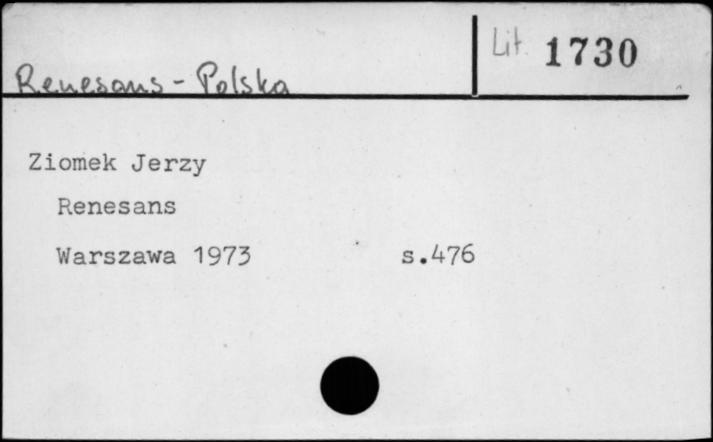 Renesans - Polska
Lit. 1730
Ziomek Jerzy
Renesans
Warszawa 1973 s.476